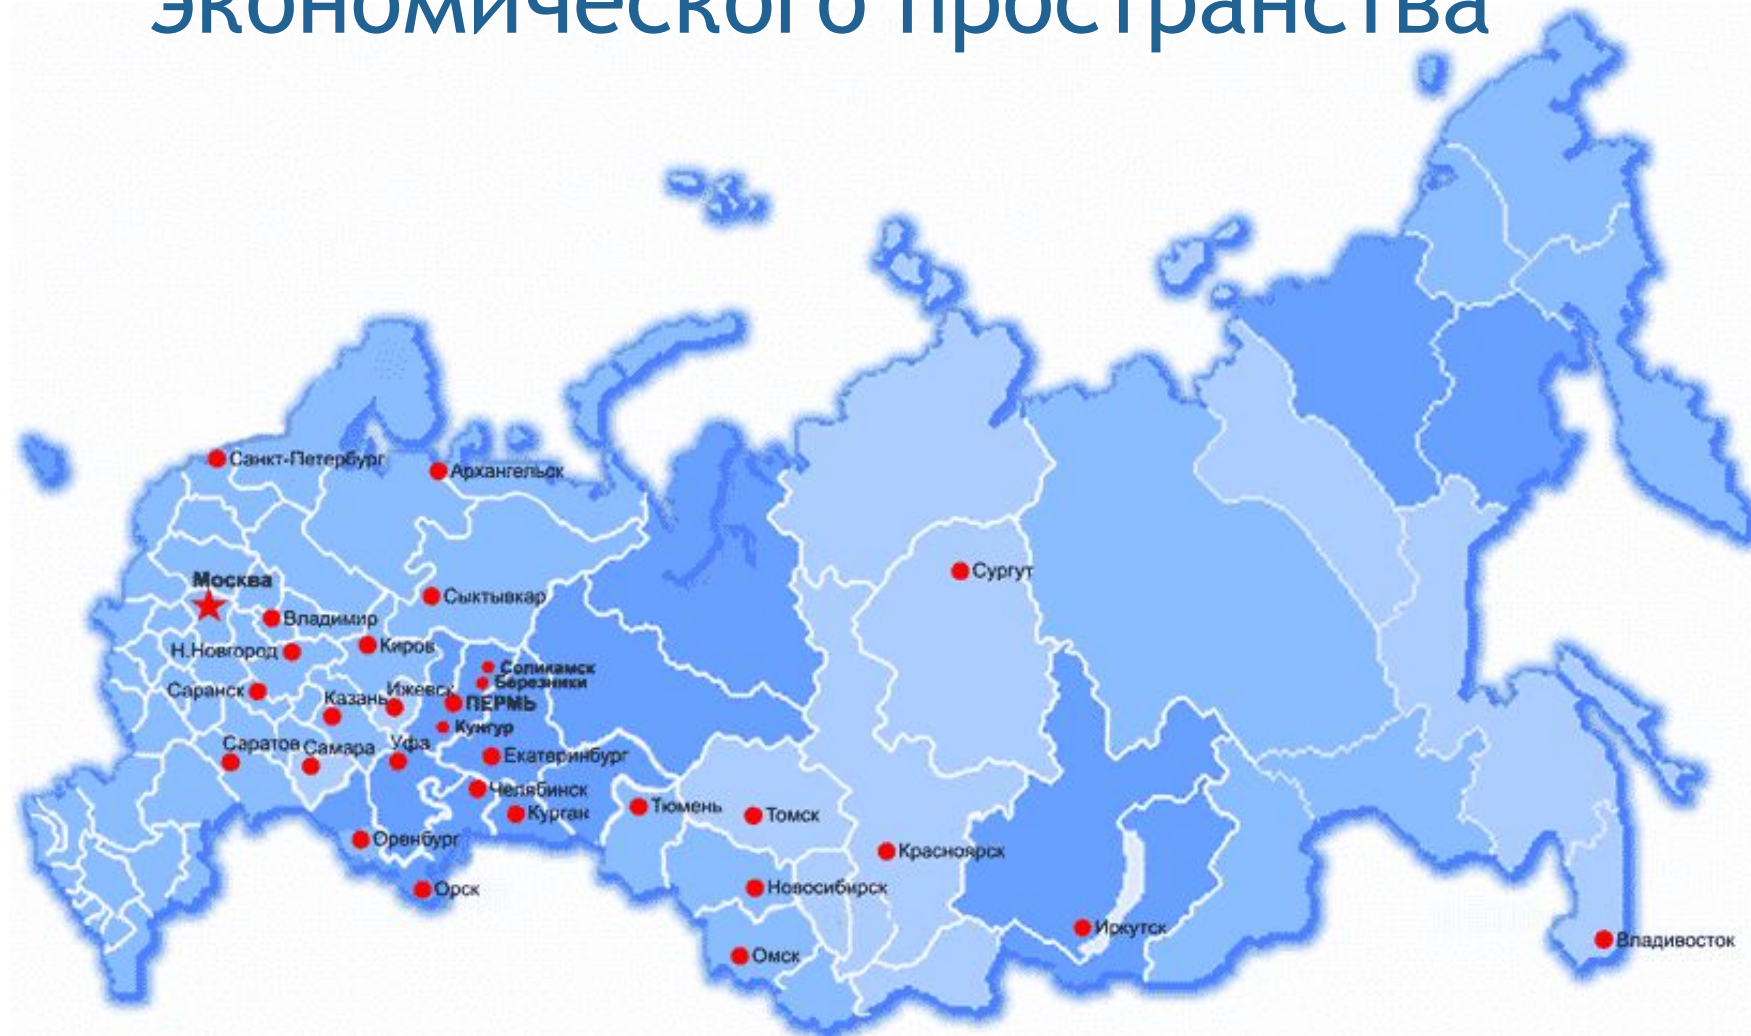 экономического пространства
Санкт-Петербург
Архангельск
Сургут
Москва
Сыктывкар
Владимир
Киров
Н.Новгород
Соликамск
Березники
Саранск
Ижевск
Казань
ПЕРМЬ
Кунгур
Саратов
Самара
Уфа
Екатеринбург
Челябинск
Тюмень
Курган
Томск
Оренбург
Красноярск
Орск
Новосибирск
Иркутск
Владивосток
Омск